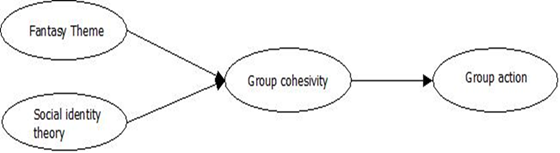 Fantasy Theme
Social identity
theory
Group cohesivity
Group action